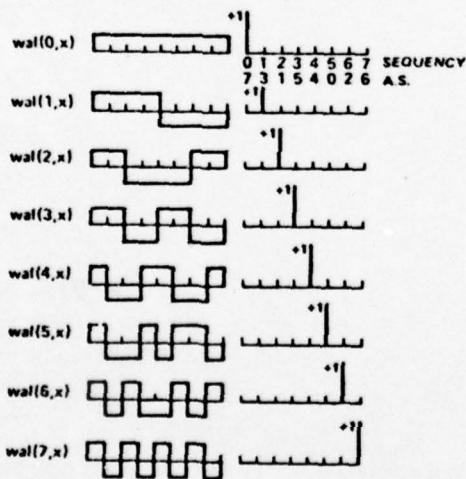 +1
wal(0,x)
0 1 2 3 4 5 6 7 SEQUENCY
7 3 1 5 4 0 2 6 A.S.
wal(1,x) +1
wal(2,x) +1
wal(3,x) +1
wal(4,x) +1
wal(5,x) +1
wal(6,x) +1
wal(7,x)